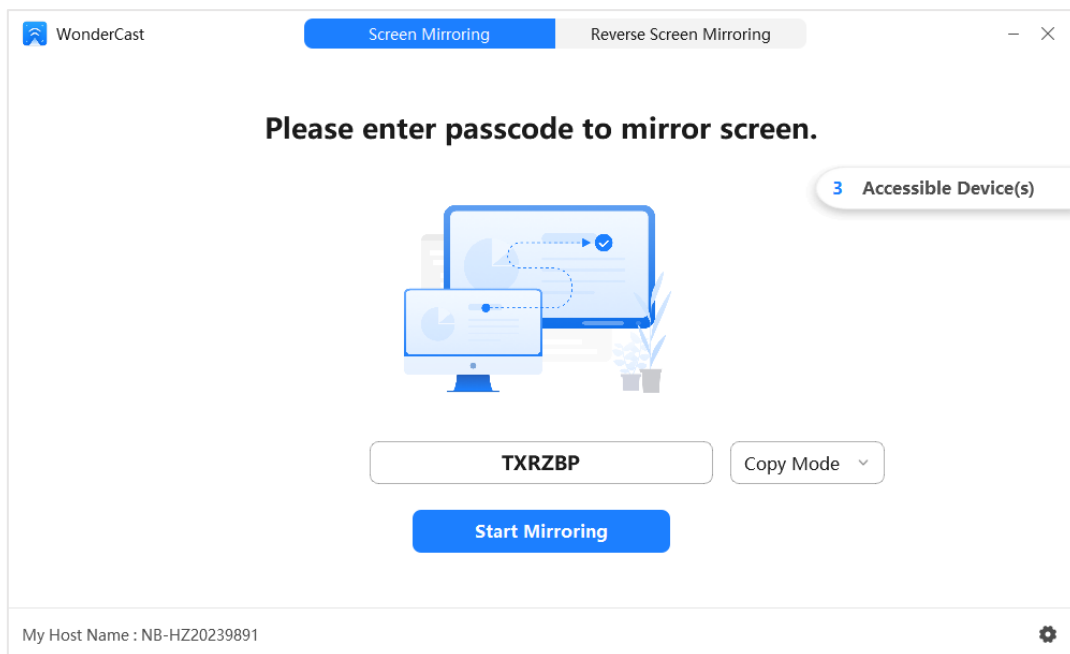 WonderCast
Screen Mirroring
Reverse Screen Mirroring
Please enter passcode to mirror screen.
3 Accessible Device(s)
TXRZBP
Copy Mode
Start Mirroring
My Host Name : NB-HZ20239891